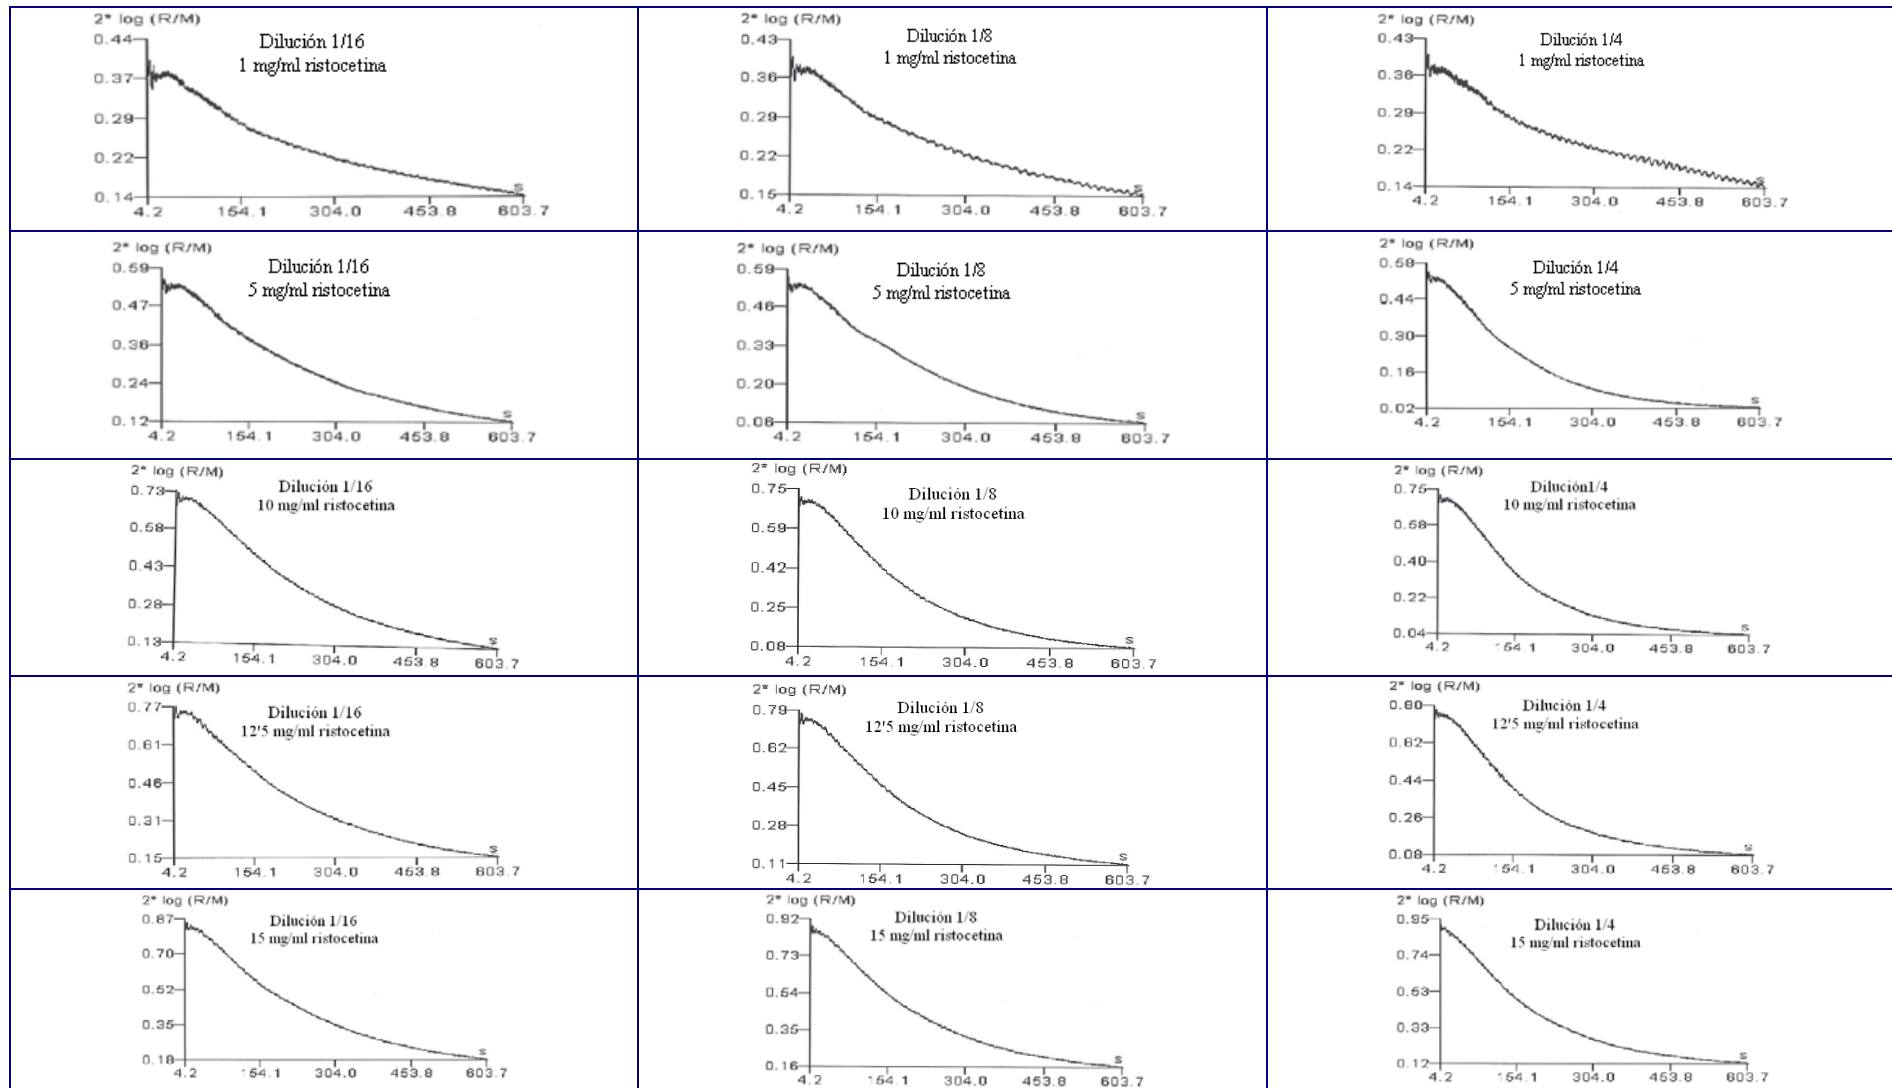 2* log (R/M)
Dilución 1/16
1 mg/ml ristocetina
0.44
0.37
0.29
0.22
0.14
4.2 154.1 304.0 453.8 603.7
S
2* log (R/M)
Dilución 1/8
1 mg/ml ristocetina
0.43
0.36
0.29
0.22
0.15
4.2 154.1 304.0 453.8 603.7
S
2* log (R/M)
Dilución 1/4
1 mg/ml ristocetina
0.43
0.36
0.29
0.22
0.14
4.2 154.1 304.0 453.8 603.7
S
2* log (R/M)
Dilución 1/16
5 mg/ml ristocetina
0.59
0.47
0.36
0.24
0.12
4.2 154.1 304.0 453.8 603.7
S
2* log (R/M)
Dilución 1/8
5 mg/ml ristocetina
0.59
0.46
0.33
0.20
0.06
4.2 154.1 304.0 453.8 603.7
S
2* log (R/M)
Dilución 1/4
5 mg/ml ristocetina
0.58
0.44
0.30
0.16
0.02
4.2 154.1 304.0 453.8 603.7
S
2* log (R/M)
Dilución 1/16
10 mg/ml ristocetina
0.73
0.58
0.43
0.28
0.13
4.2 154.1 304.0 453.8 603.7
S
2* log (R/M)
Dilución 1/8
10 mg/ml ristocetina
0.75
0.59
0.42
0.25
0.08
4.2 154.1 304.0 453.8 603.7
S
2* log (R/M)
Dilución1/4
10 mg/ml ristocetina
0.75
0.58
0.40
0.22
0.04
4.2 154.1 304.0 453.8 603.7
S
2* log (R/M)
Dilución 1/16
12'5 mg/ml ristocetina
0.77
0.61
0.46
0.31
0.15
4.2 154.1 304.0 453.8 603.7
S
2* log (R/M)
Dilución 1/8
12'5 mg/ml ristocetina
0.79
0.62
0.45
0.28
0.11
4.2 154.1 304.0 453.8 603.7
S
2* log (R/M)
Dilución 1/4
12'5 mg/ml ristocetina
0.80
0.62
0.44
0.26
0.08
4.2 154.1 304.0 453.8 603.7
S
2* log (R/M)
Dilución 1/16
15 mg/ml ristocetina
0.87
0.70
0.52
0.35
0.18
4.2 154.1 304.0 453.8 603.7
S
2* log (R/M)
Dilución 1/8
15 mg/ml ristocetina
0.92
0.73
0.54
0.35
0.16
4.2 154.1 304.0 453.8 603.7
S
2* log (R/M)
Dilución 1/4
15 mg/ml ristocetina
0.95
0.74
0.53
0.33
0.12
4.2 154.1 304.0 453.8 603.7
S